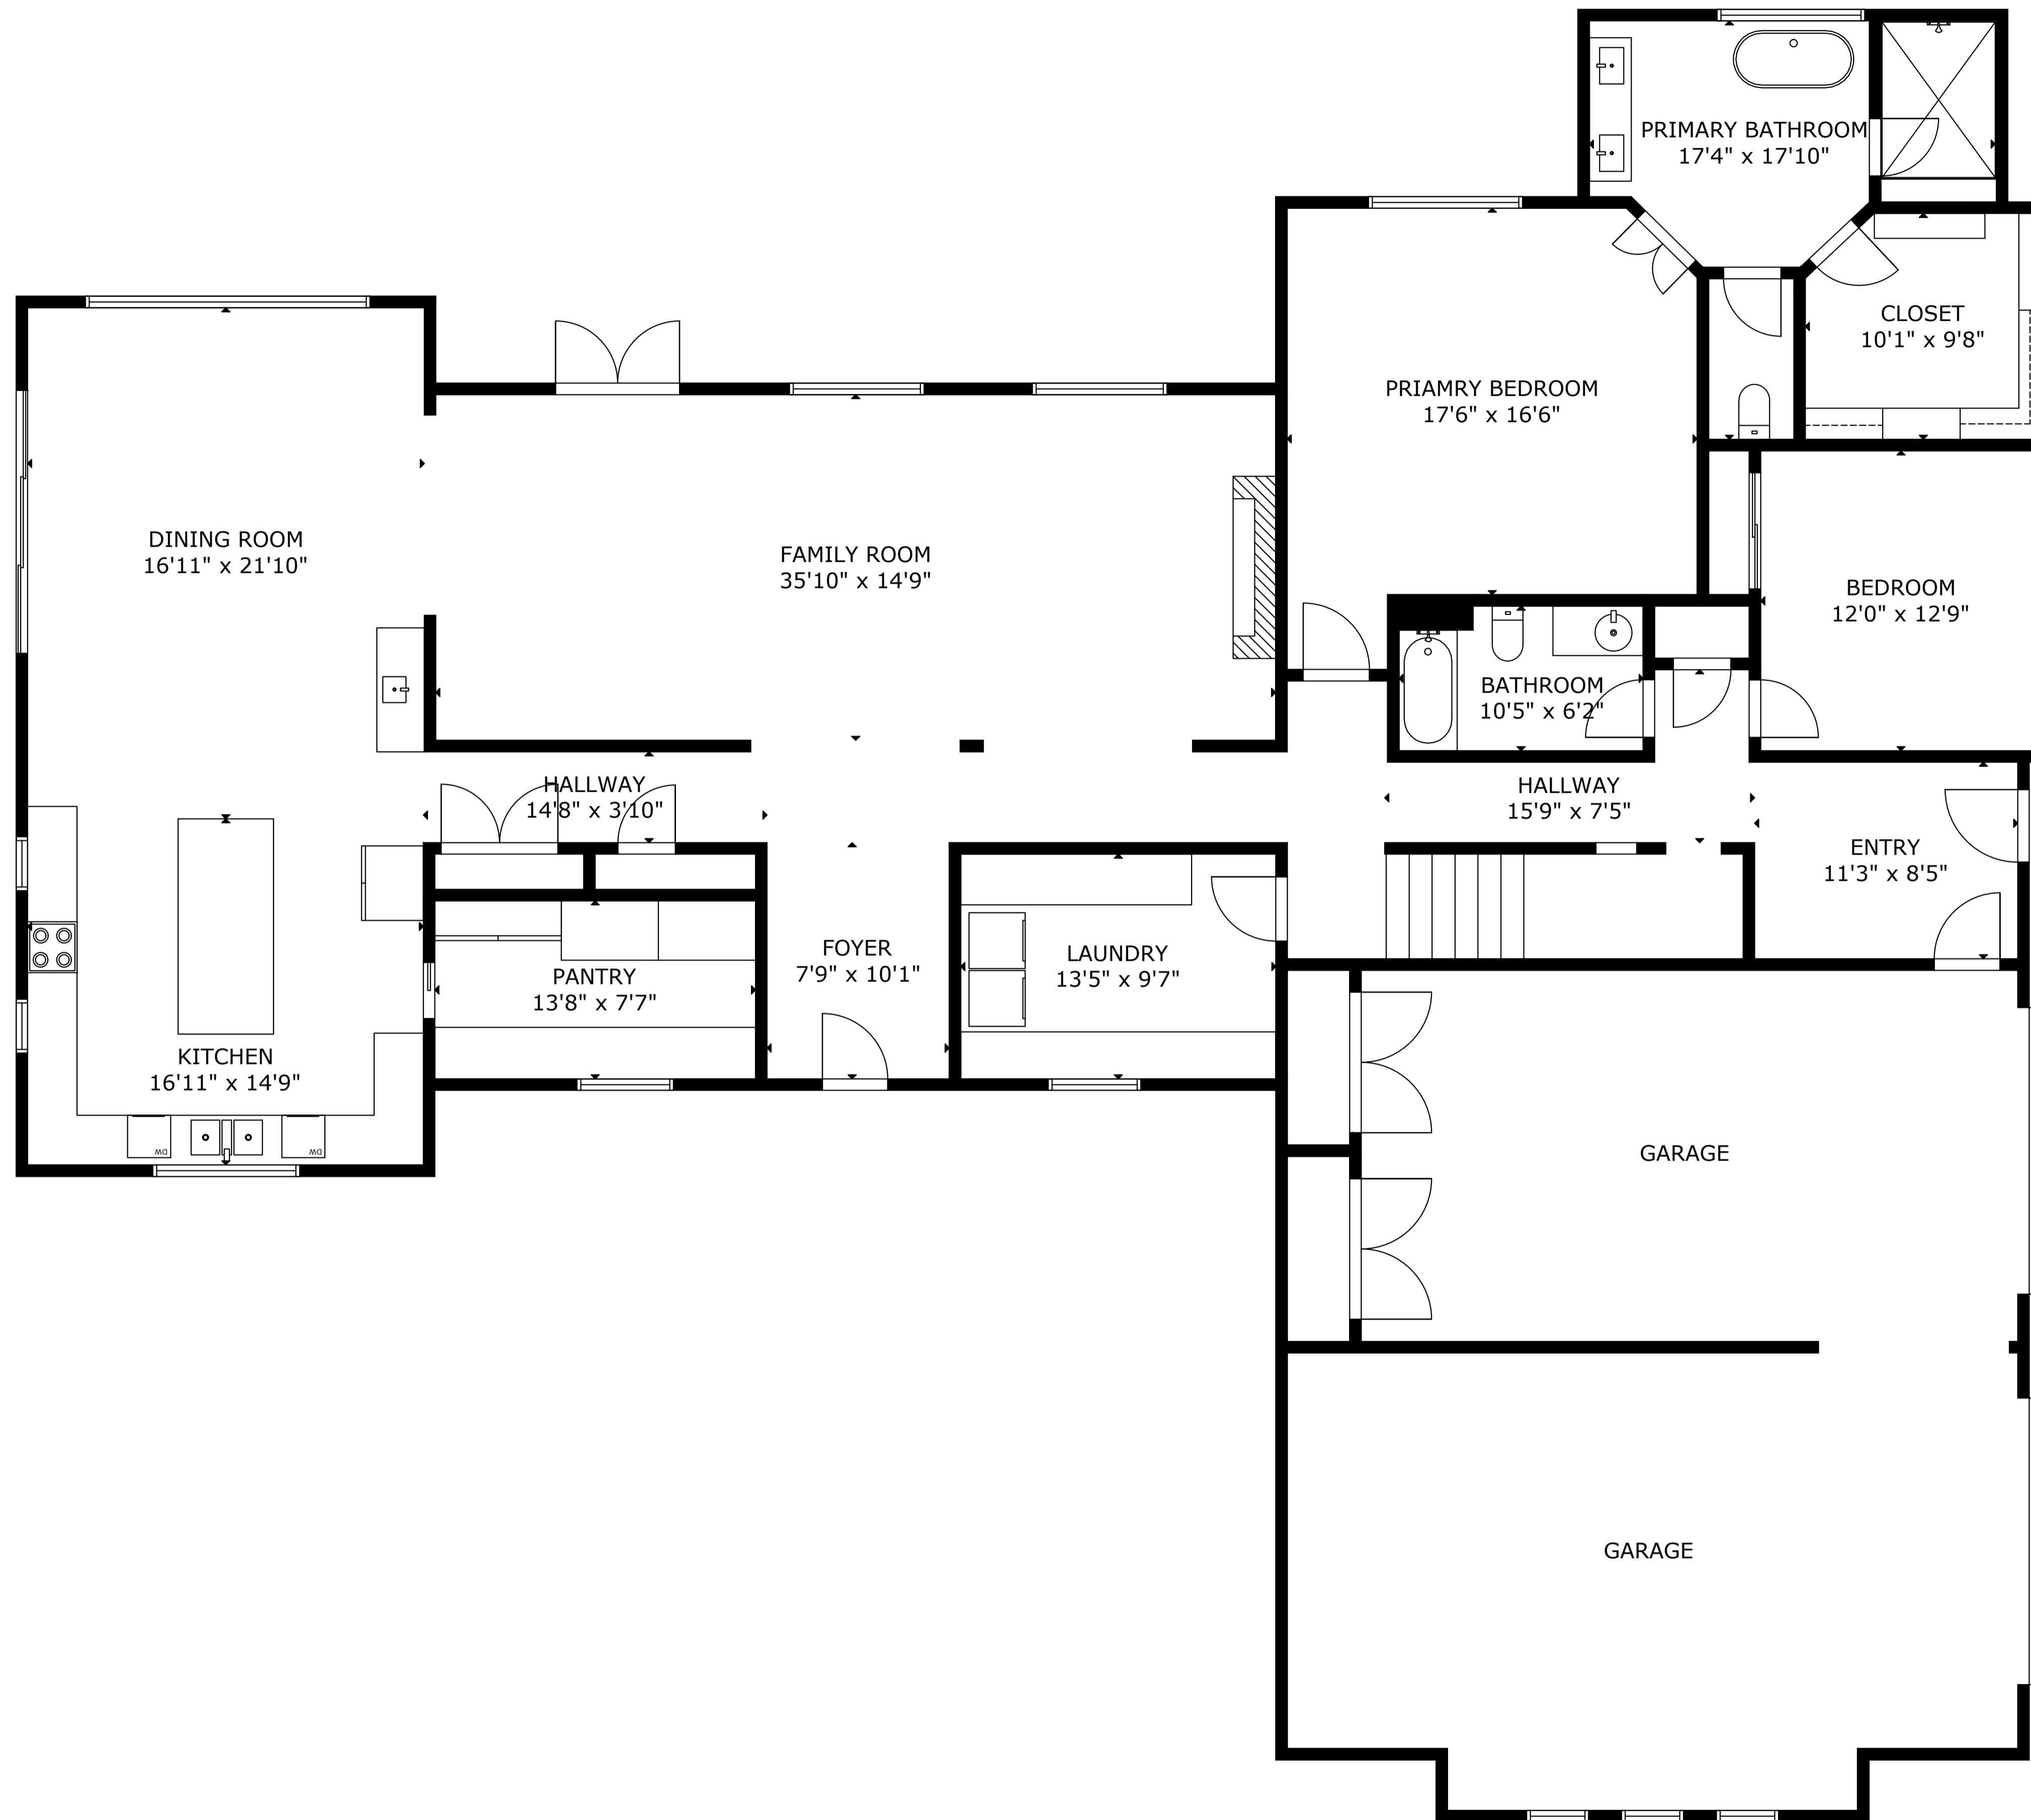 PRIMARY BATHROOM
17'4" x 17'10"
CLOSET
10'1" x 9'8"
PRIAMRY BEDROOM
17'6" x 16'6"
DINING ROOM
16'11" x 21'10"
FAMILY ROOM
35'10" x 14'9"
BEDROOM
12'0" x 12'9"
BATHROOM
10'5" x 6'2"
HALLWAY
14'8" x 3'10"
HALLWAY
15'9" x 7'5"
ENTRY
11'3" x 8'5"
FOYER
7'9" x 10'1"
LAUNDRY
13'5" x 9'7"
PANTRY
13'8" x 7'7"
KITCHEN
16'11" x 14'9"
DW
DW
GARAGE
GARAGE